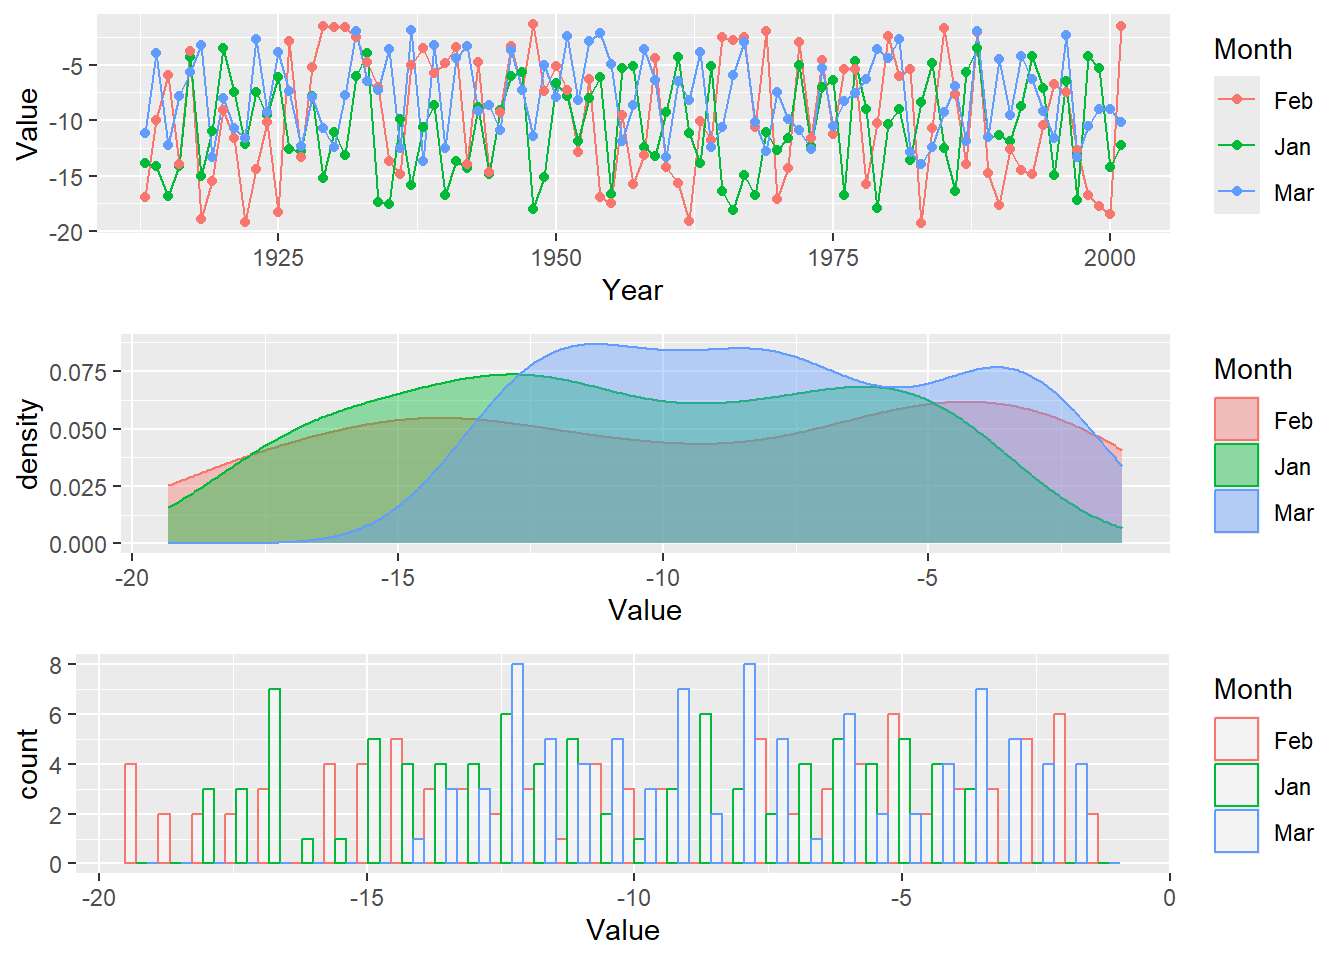 Value
-5
-10
-15
-20
1925 1950 1975 2000
Year
Month
Feb
Jan
Mar
density
0.075
0.050
0.025
0.000
-20 -15 -10 -5
Value
Month
Feb
Jan
Mar
count
8
6
4
2
0
-20 -15 -10 -5 0
Value
Month
Feb
Jan
Mar